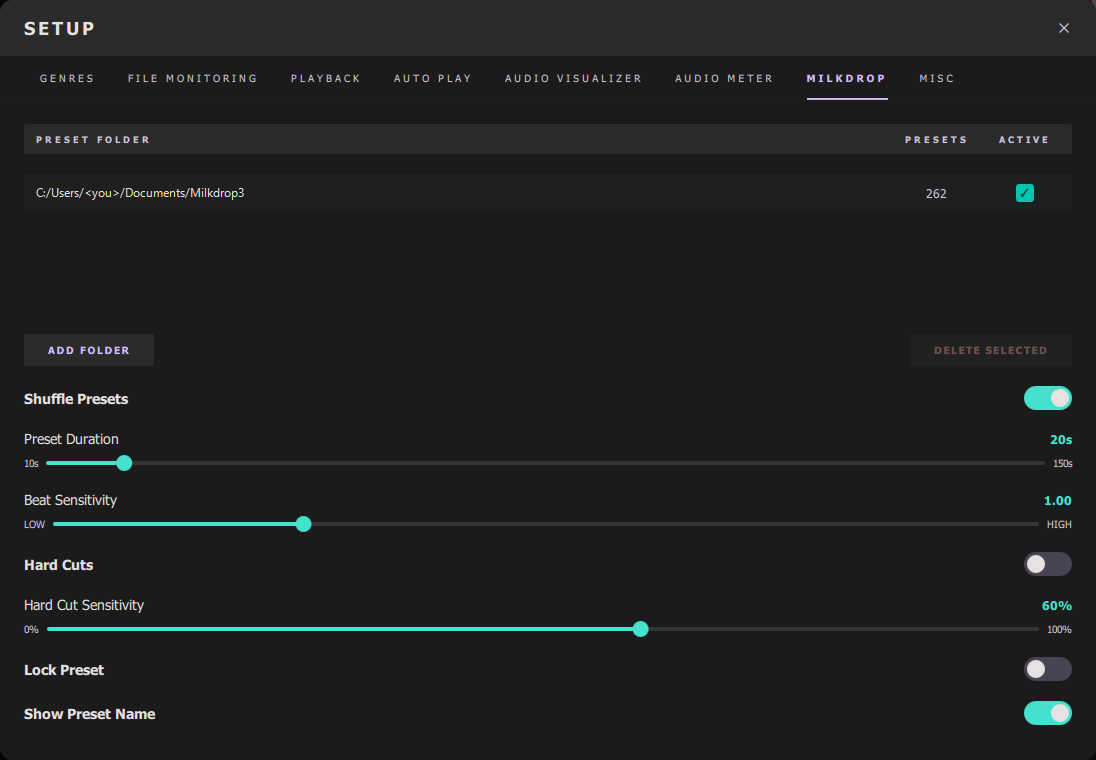 SETUP
GENRES FILE MONITORING PLAYBACK AUTO PLAY AUDIO VISUALIZER AUDIO METER MILKDROP MISC
PRESET FOLDER PRESETS ACTIVE
C:/Users/<you>/Documents/Milkdrop3 262
ADD FOLDER DELETE SELECTED
Shuffle Presets
Preset Duration 20s
10s 150s
Beat Sensitivity 1.00
LOW HIGH
Hard Cuts
Hard Cut Sensitivity 60%
0% 100%
Lock Preset
Show Preset Name